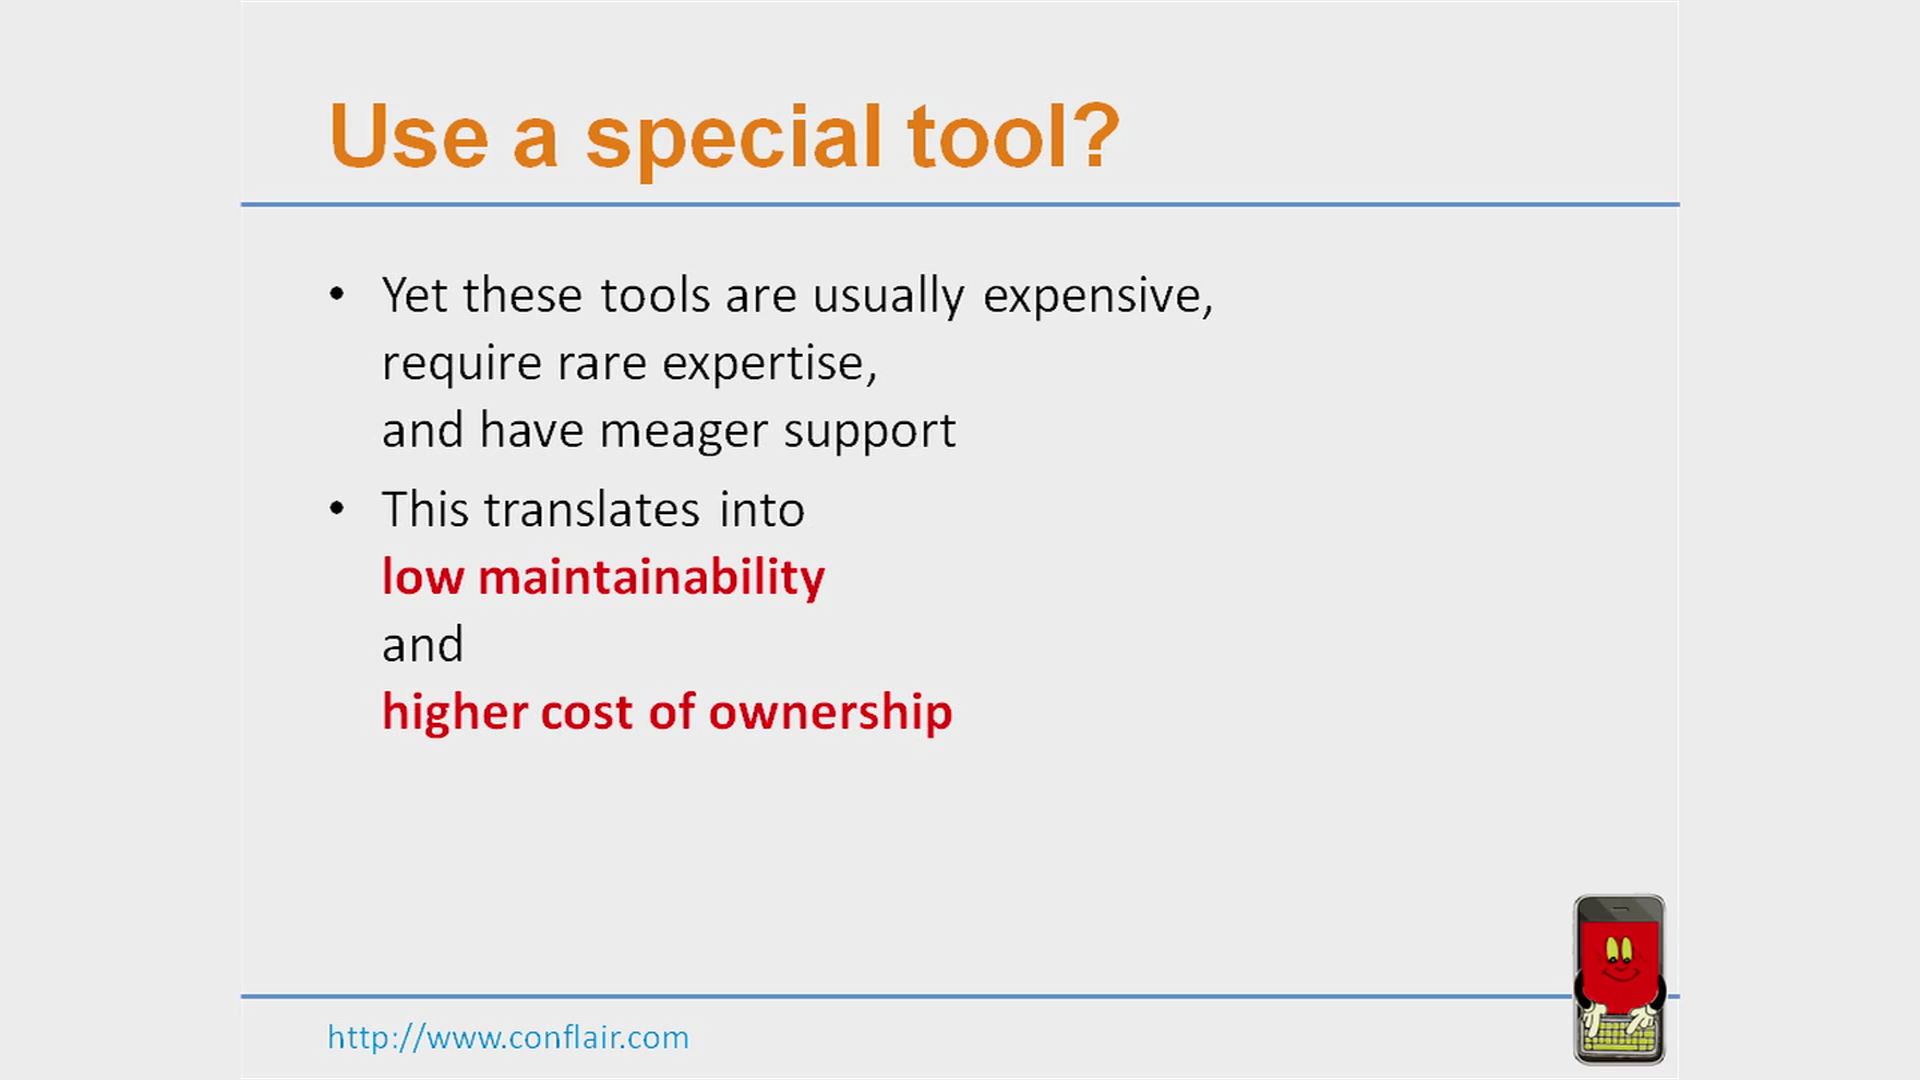 Use a special tool?
• Yet these tools are usually expensive,
require rare expertise,
and have meager support
• This translates into
low maintainability
and
higher cost of ownership
http://www.conflair.com